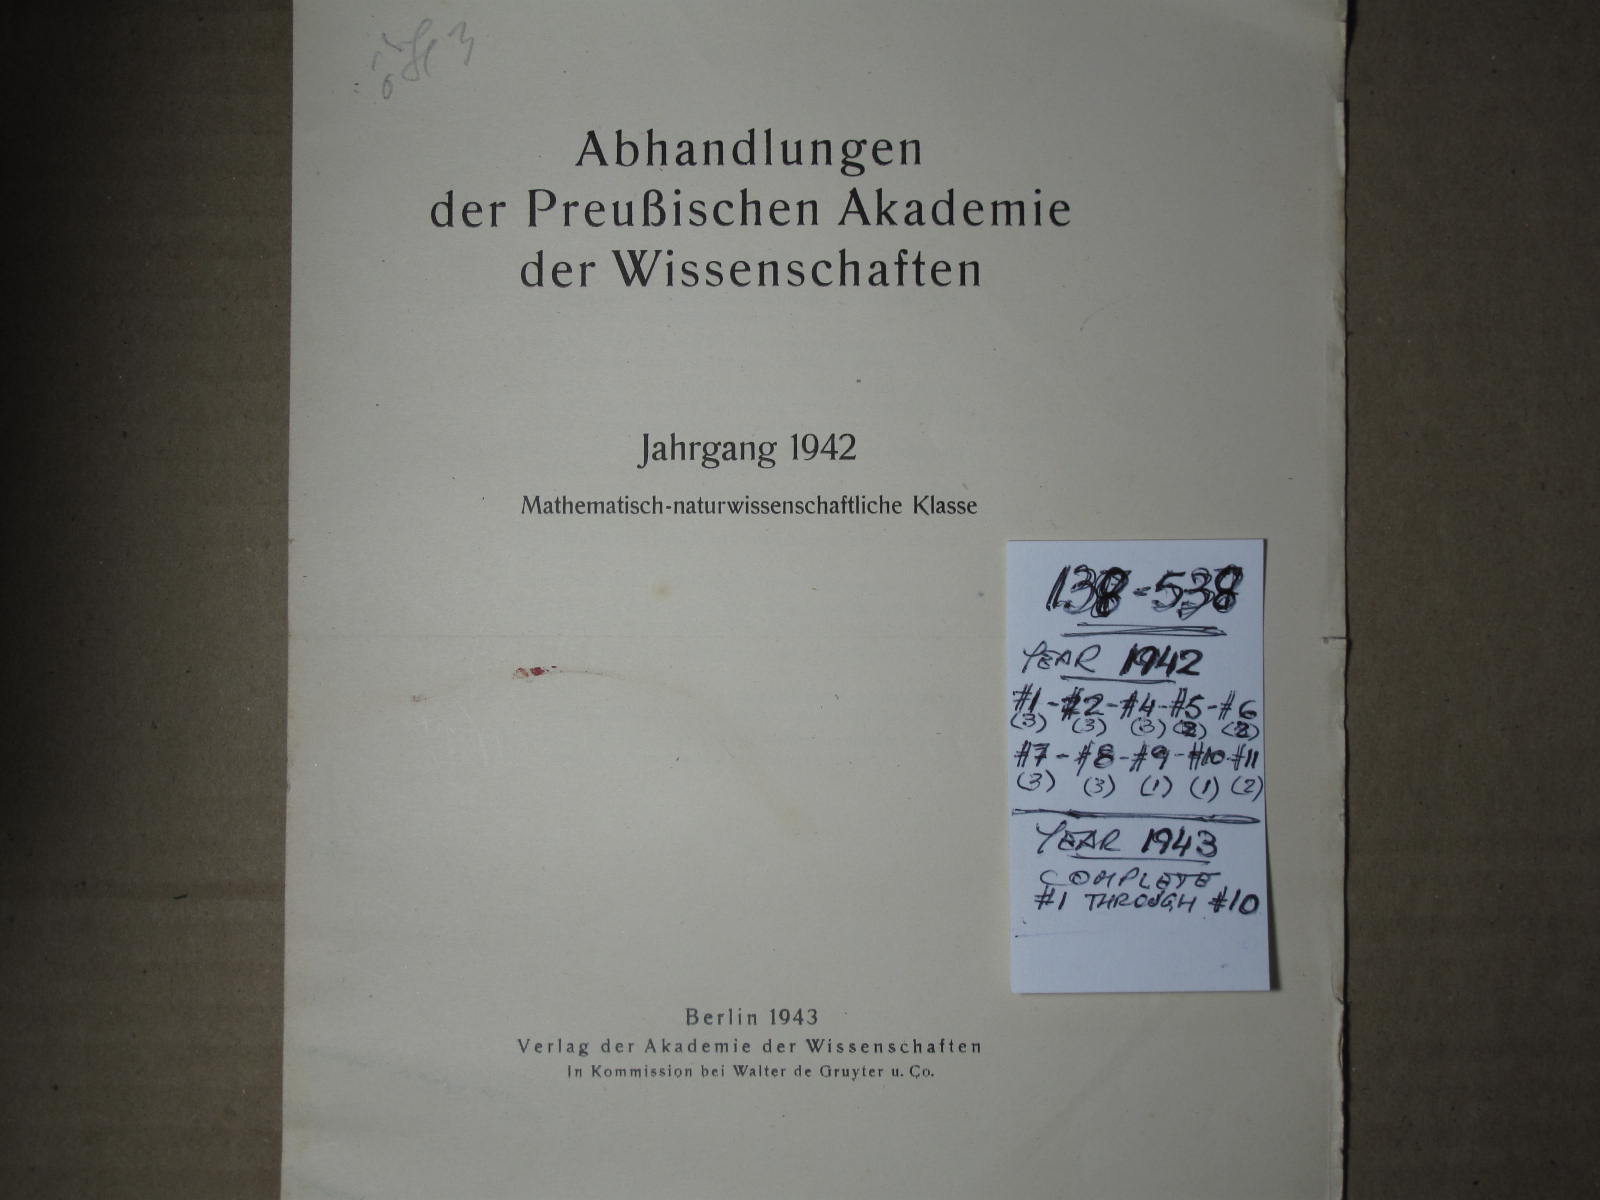 Abhandlungen
der Preußischen Akademie
der Wissenschaften
Jahrgang 1942
Mathematisch-naturwissenschaftliche Klasse
138-538
YEAR 1942
#1-#2-#4-#5-#6
(3) (3) (3) (2) (2)
#7-#8-#9-#10-#11
(3) (3) (1) (1) (2)
YEAR 1943
COMPLETE
#1 THROUGH #10
Berlin 1943
Verlag der Akademie der Wissenschaften
In Kommission bei Walter de Gruyter u. Co.